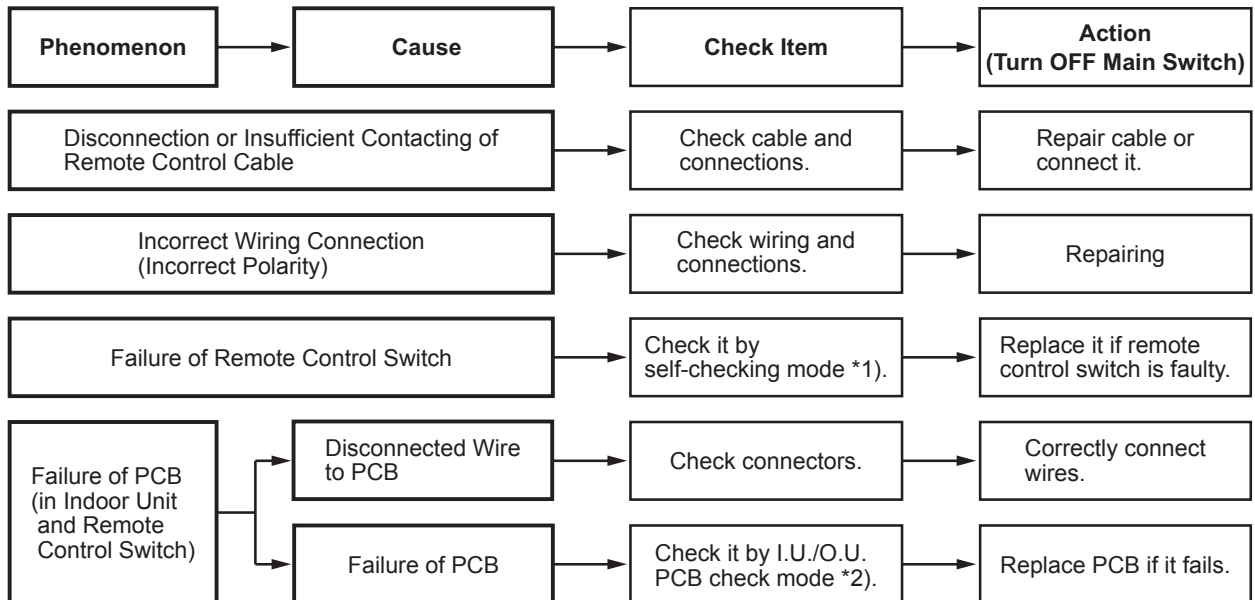 Phenomenon
Cause
Check Item
Action
(Turn OFF Main Switch)
Disconnection or Insufficient Contacting of
Remote Control Cable
Check cable and
connections.
Repair cable or
connect it.
Incorrect Wiring Connection
(Incorrect Polarity)
Check wiring and
connections.
Repairing
Failure of Remote Control Switch
Check it by
self-checking mode *1).
Replace it if remote
control switch is faulty.
Failure of PCB
(in Indoor Unit
and Remote
Control Switch)
Disconnected Wire
to PCB
Check connectors.
Correctly connect
wires.
Failure of PCB
Check it by I.U./O.U.
PCB check mode *2).
Replace PCB if it fails.